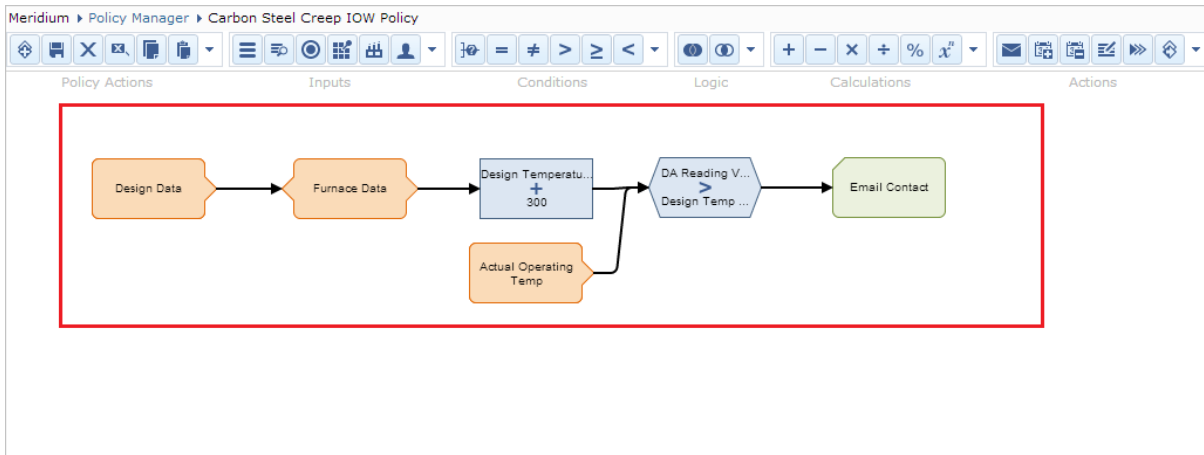 Meridium ▸ Policy Manager ▸ Carbon Steel Creep IOW Policy
= ≠ > ≥ < + − × ÷ % xⁿ
Policy Actions Inputs Conditions Logic Calculations Actions
Design Data
Furnace Data
Design Temperatu...
+
300
Actual Operating
Temp
DA Reading V...
>
Design Temp ...
Email Contact